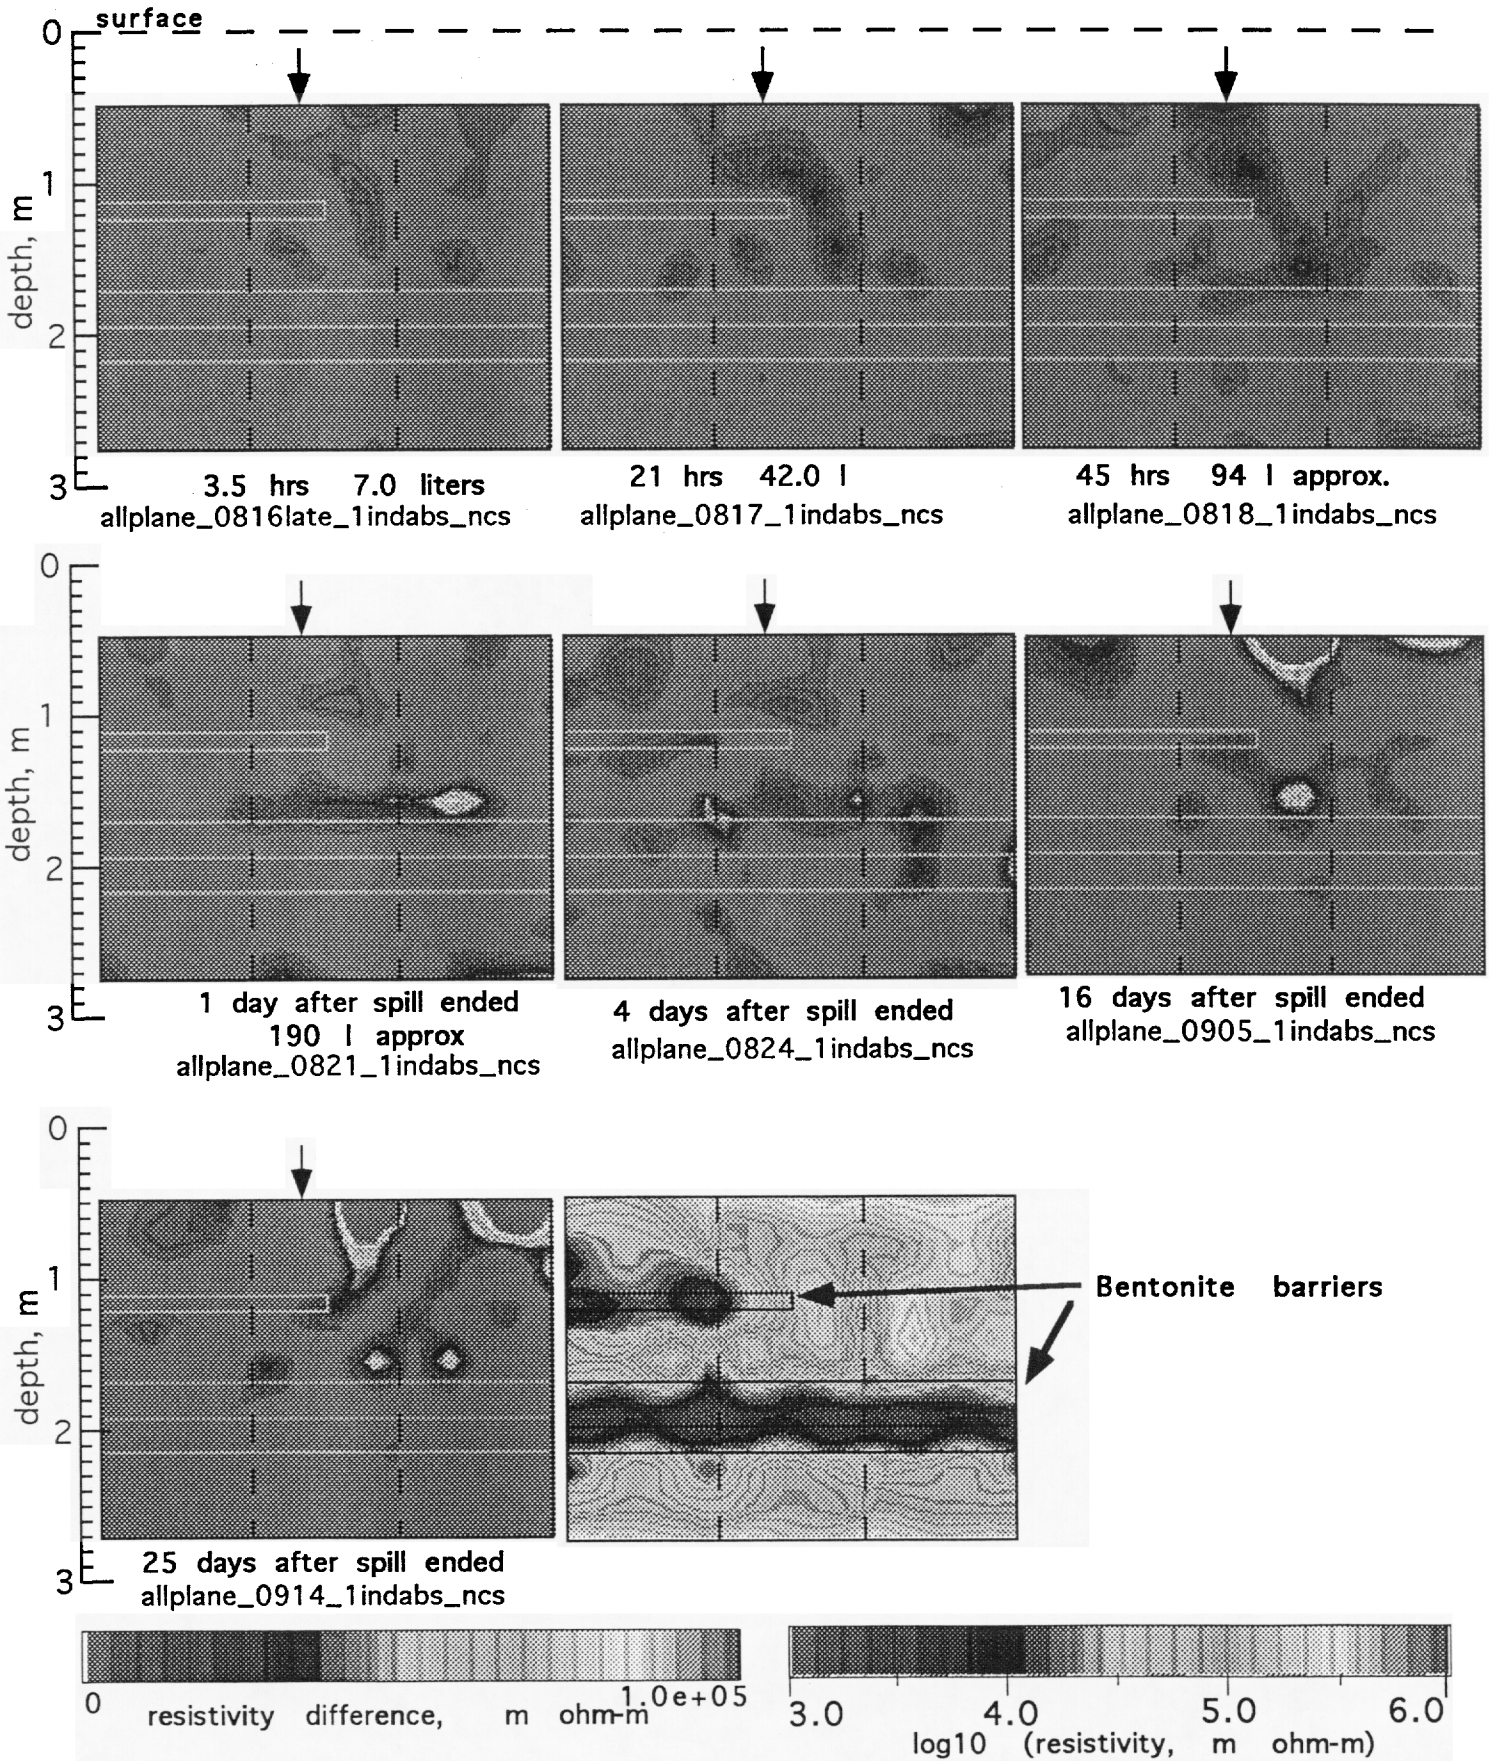 surface
0
1
2
3
depth, m
3.5 hrs 7.0 liters
allplane_0816late_1indabs_ncs
21 hrs 42.0 l
allplane_0817_1indabs_ncs
45 hrs 94 l approx.
allplane_0818_1indabs_ncs
0
1
2
3
depth, m
1 day after spill ended
190 l approx
allplane_0821_1indabs_ncs
4 days after spill ended
allplane_0824_1indabs_ncs
16 days after spill ended
allplane_0905_1indabs_ncs
0
1
2
3
depth, m
Bentonite barriers
25 days after spill ended
allplane_0914_1indabs_ncs
0 1.0e+05
resistivity difference, m ohm-m
3.0 4.0 5.0 6.0
log10 (resistivity, m ohm-m)